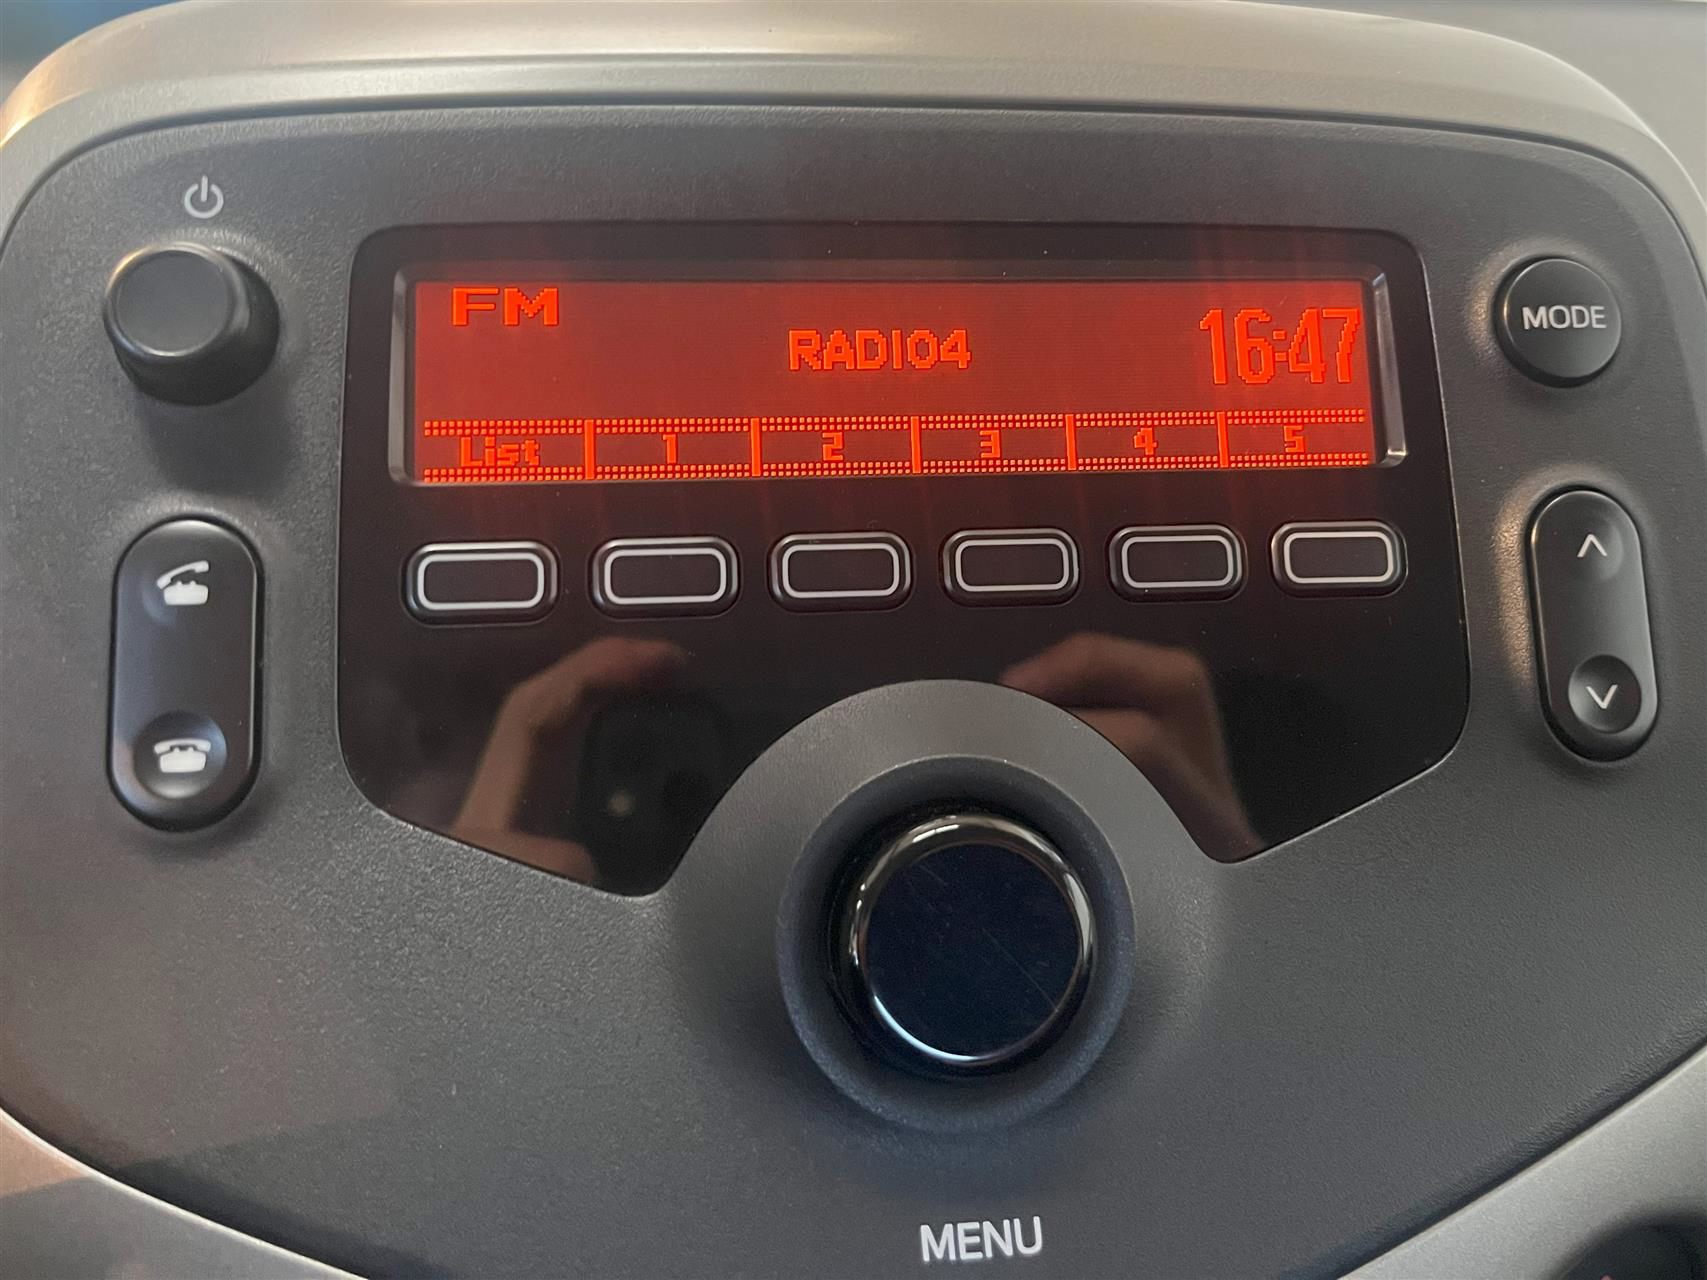 FM
RADIO4
16:47
MODE
List 1 2 3 4 5
MENU